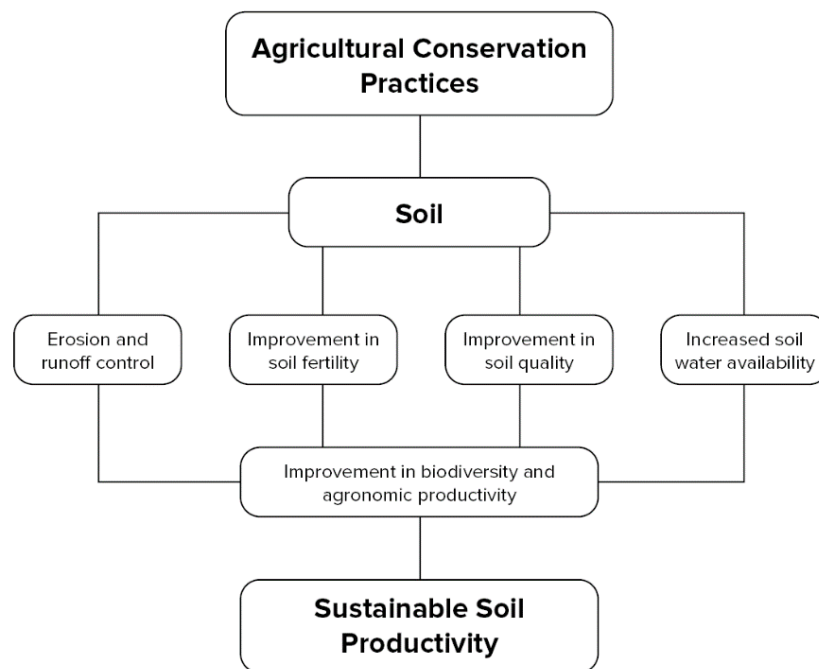 Agricultural Conservation
Practices
Soil
Erosion and
runoff control
Improvement in
soil fertility
Improvement in
soil quality
Increased soil
water availability
Improvement in biodiversity and
agronomic productivity
Sustainable Soil
Productivity